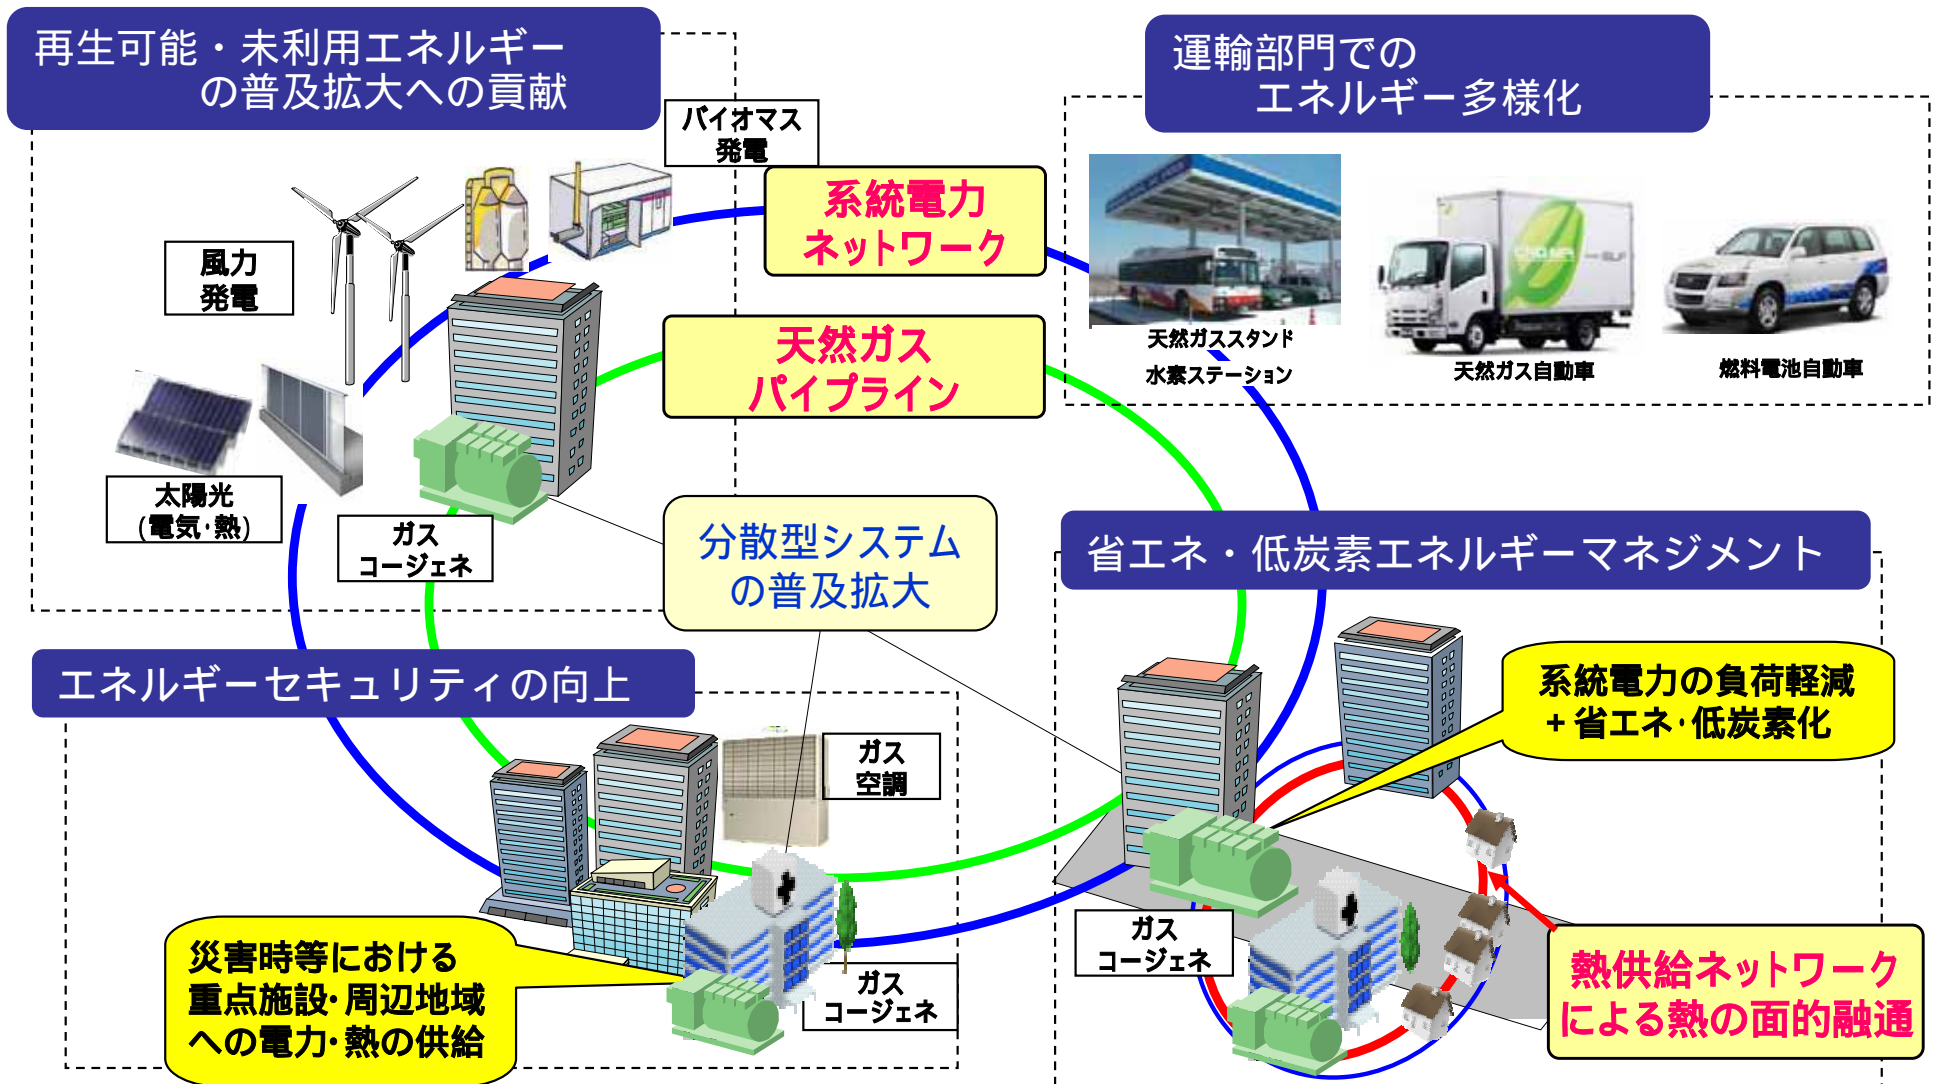 再生可能・未利用エネルギー
の普及拡大への貢献
バイオマス
発電
風力
発電
太陽光
(電気･熱)
ガス
コージェネ
系統電力
ネットワーク
天然ガス
パイプライン
運輸部門での
エネルギー多様化
天然ガススタンド
水素ステーション
天然ガス自動車
燃料電池自動車
分散型システム
の普及拡大
エネルギーセキュリティの向上
ガス
空調
災害時等における
重点施設･周辺地域
への電力･熱の供給
ガス
コージェネ
省エネ・低炭素エネルギーマネジメント
系統電力の負荷軽減
+省エネ･低炭素化
ガス
コージェネ
熱供給ネットワーク
による熱の面的融通